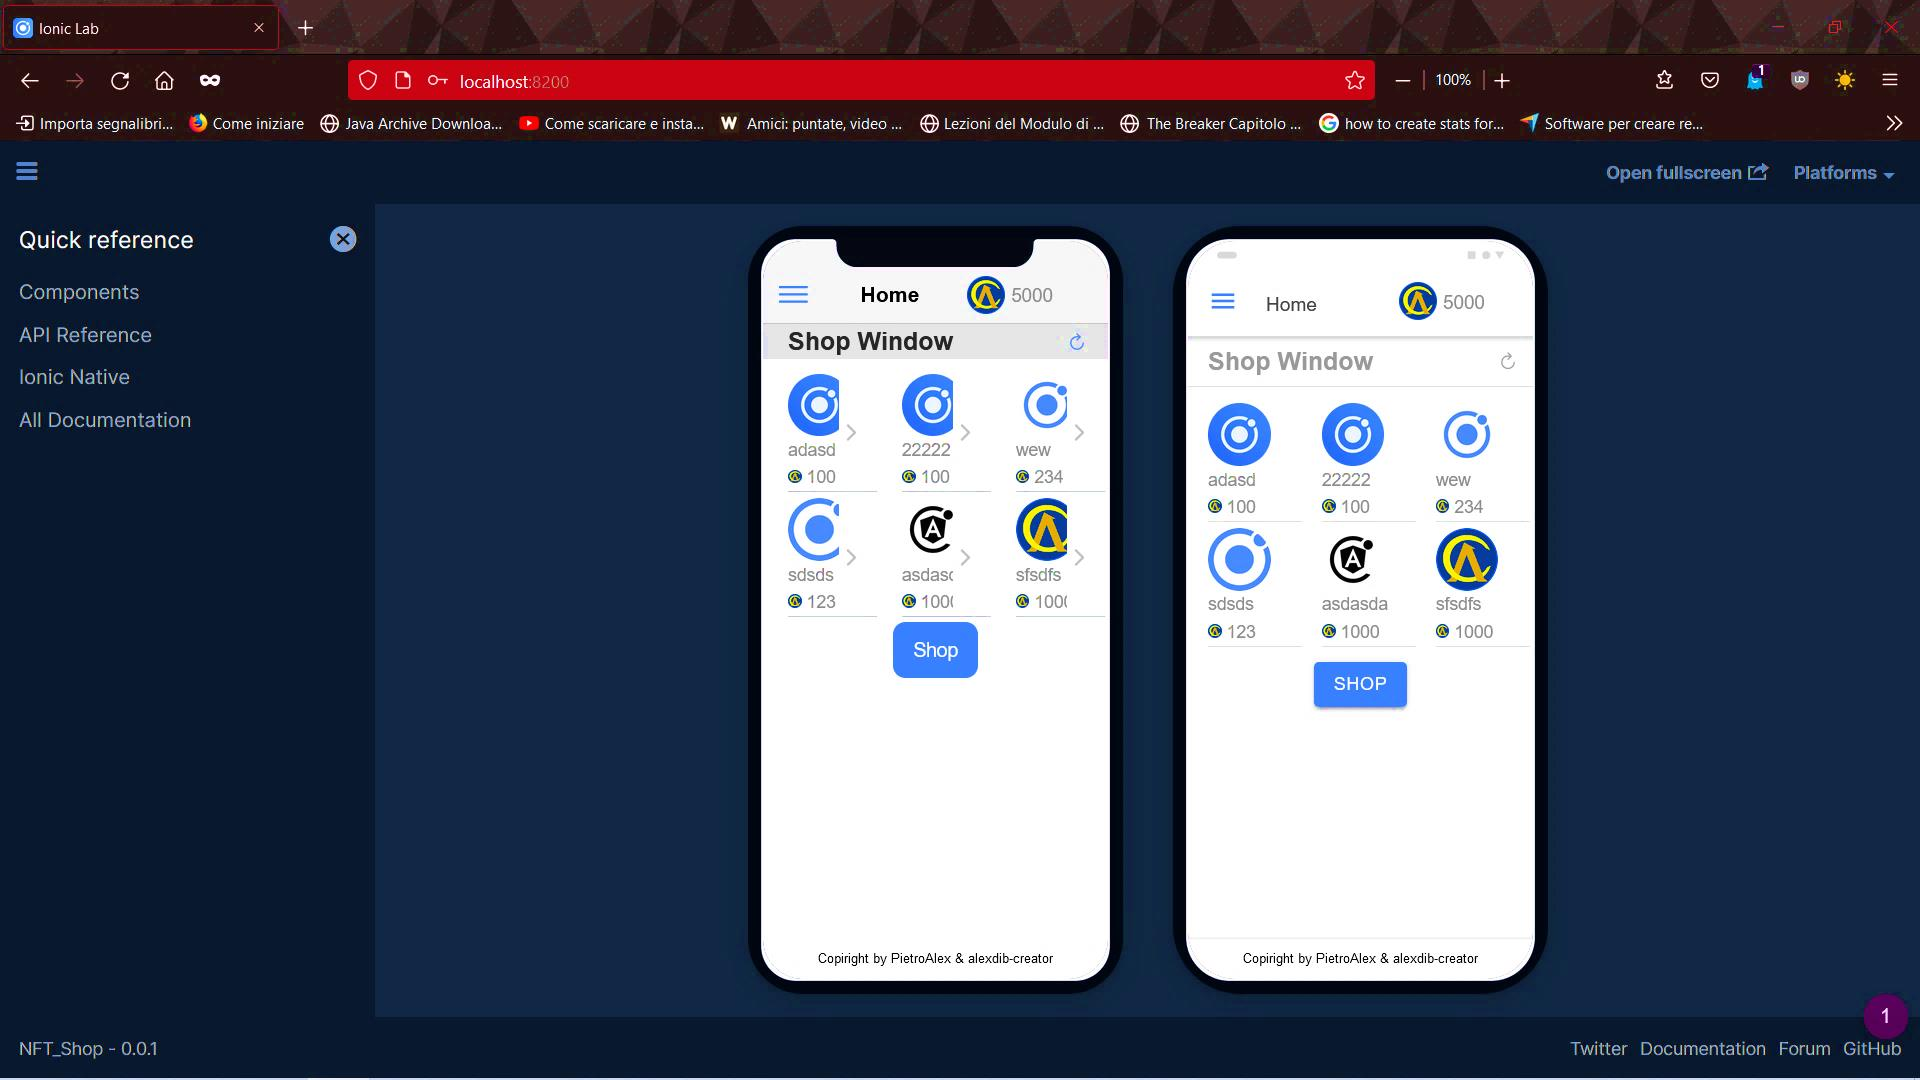 Ionic Lab
localhost:8200
100%
1
Importa segnalibri...
Come iniziare
Java Archive Downloa...
Come scaricare e insta...
W
Amici: puntate, video ...
Lezioni del Modulo di ...
The Breaker Capitolo ...
how to create stats for...
Software per creare re...
Open fullscreen
Platforms
Quick reference
Components
API Reference
Ionic Native
All Documentation
Home
5000
Shop Window
adasd
22222
wew
100
100
234
sdsds
asdasc
sfsdfs
123
1000
1000
Shop
Copiright by PietroAlex & alexdib-creator
Home
5000
Shop Window
adasd
22222
wew
100
100
234
sdsds
asdasda
sfsdfs
123
1000
1000
SHOP
Copiright by PietroAlex & alexdib-creator
1
NFT_Shop - 0.0.1
Twitter
Documentation
Forum
GitHub